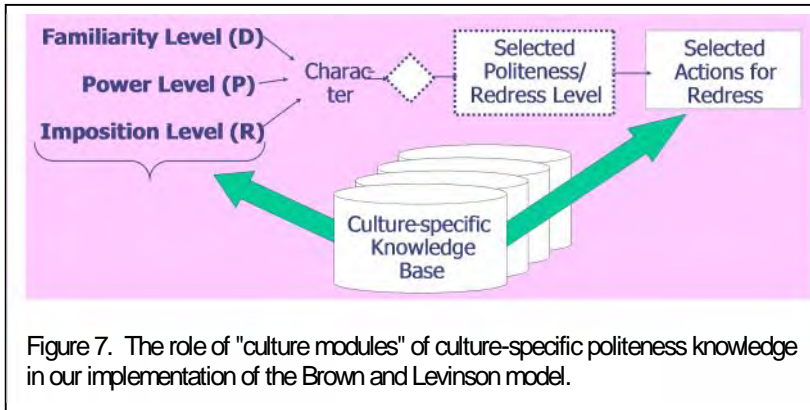 Familiarity Level (D)
Power Level (P)
Imposition Level (R)
Charac-
ter
Selected
Politeness/
Redress Level
Selected
Actions for
Redress
Culture-specific
Knowledge
Base
Figure 7. The role of "culture modules" of culture-specific politeness knowledge
in our implementation of the Brown and Levinson model.